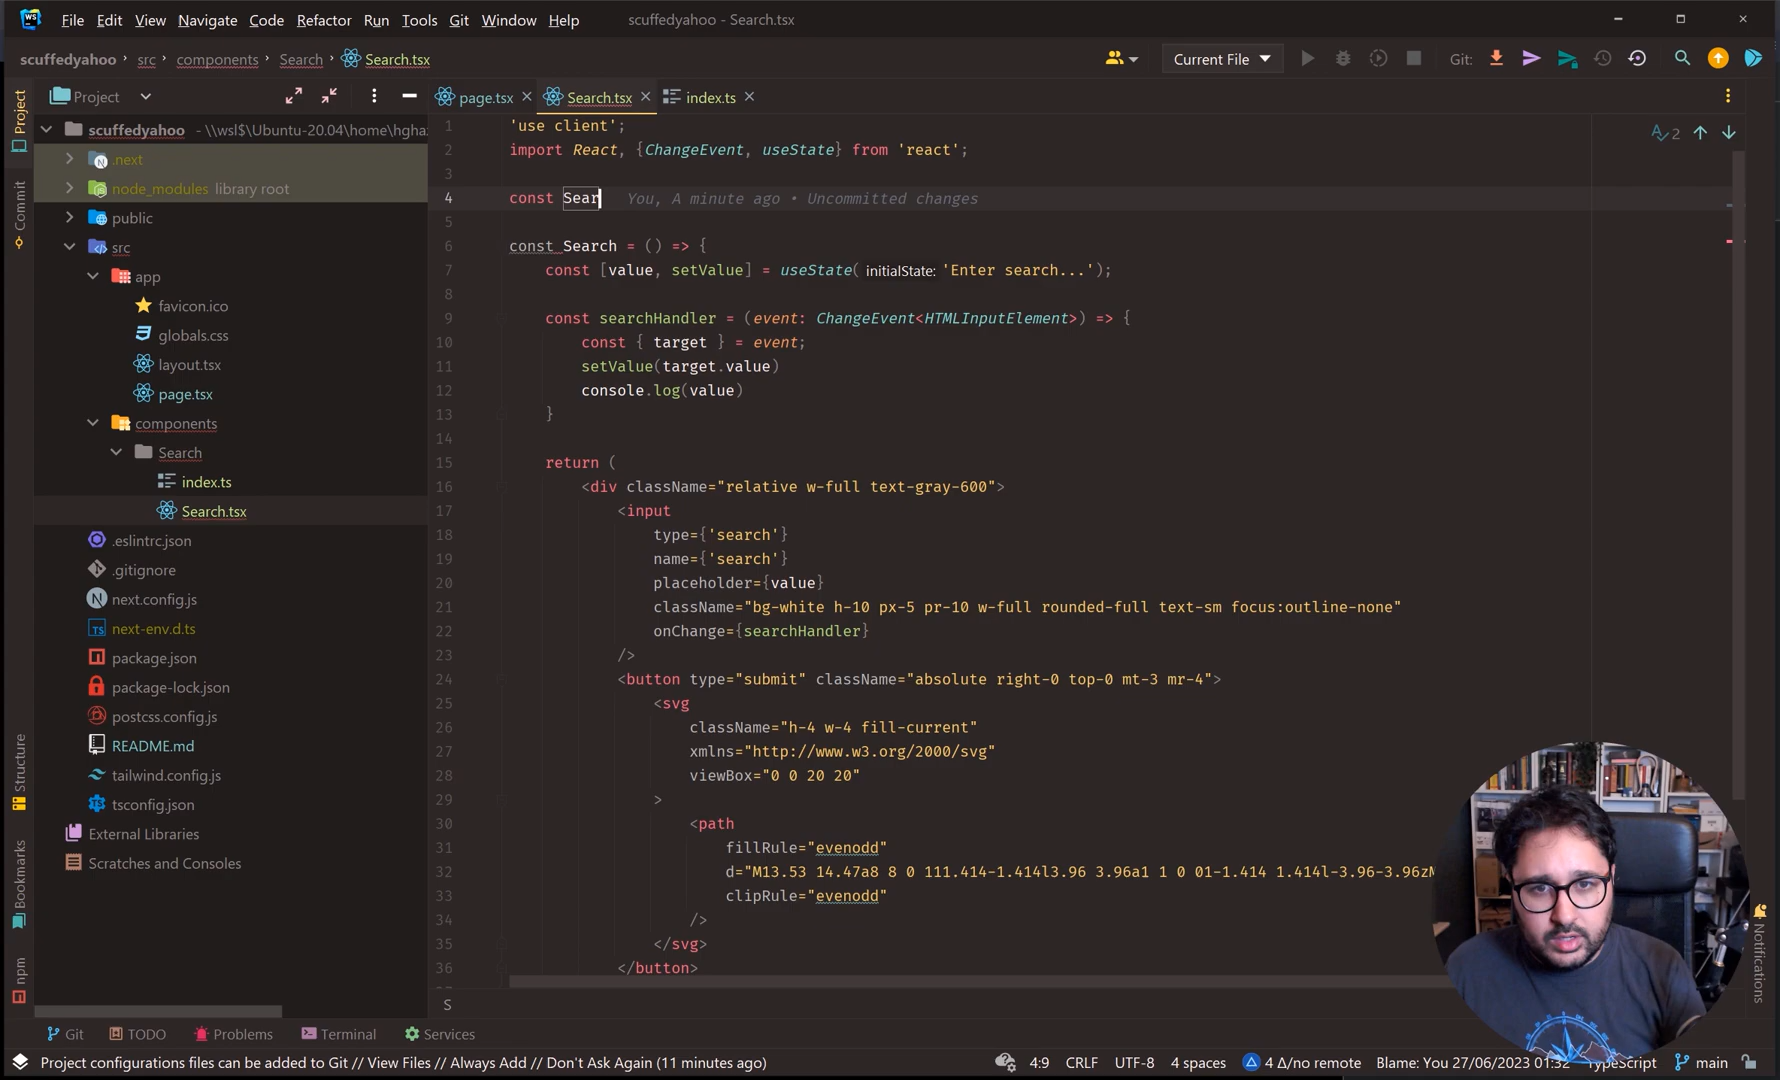 WS File Edit View Navigate Code Refactor Run Tools Git Window Help scuffedyahoo - Search.tsx
scuffedyahoo › src › components › Search › Search.tsx Current File Git:
Project page.tsx Search.tsx index.ts
Project
Commit
Structure
Bookmarks
npm
scuffedyahoo - \\wsl$\Ubuntu-20.04\home\hgha
.next
node_modules library root
public
src
app
favicon.ico
globals.css
layout.tsx
page.tsx
components
Search
index.ts
Search.tsx
.eslintrc.json
.gitignore
next.config.js
next-env.d.ts
package.json
package-lock.json
postcss.config.js
README.md
tailwind.config.js
tsconfig.json
External Libraries
Scratches and Consoles
2
1 'use client';
2 import React, {ChangeEvent, useState} from 'react';
3
4 const Sear You, A minute ago • Uncommitted changes
5
6 const Search = () => {
7 const [value, setValue] = useState( initialState: 'Enter search...');
8
9 const searchHandler = (event: ChangeEvent<HTMLInputElement>) => {
10 const { target } = event;
11 setValue(target.value)
12 console.log(value)
13 }
14
15 return (
16 <div className="relative w-full text-gray-600">
17 <input
18 type={'search'}
19 name={'search'}
20 placeholder={value}
21 className="bg-white h-10 px-5 pr-10 w-full rounded-full text-sm focus:outline-none"
22 onChange={searchHandler}
23 />
24 <button type="submit" className="absolute right-0 top-0 mt-3 mr-4">
25 <svg
26 className="h-4 w-4 fill-current"
27 xmlns="http://www.w3.org/2000/svg"
28 viewBox="0 0 20 20"
29 >
30 <path
31 fillRule="evenodd"
32 d="M13.53 14.47a8 8 0 111.414-1.414l3.96 3.96a1 1 0 01-1.414 1.414l-3.96-3.96zM
33 clipRule="evenodd"
34 />
35 </svg>
36 </button>
S
Notifications
Git TODO Problems Terminal Services
Project configurations files can be added to Git // View Files // Always Add // Don't Ask Again (11 minutes ago) 4:9 CRLF UTF-8 4 spaces 4 Δ/no remote Blame: You 27/06/2023 01:32 TypeScript main